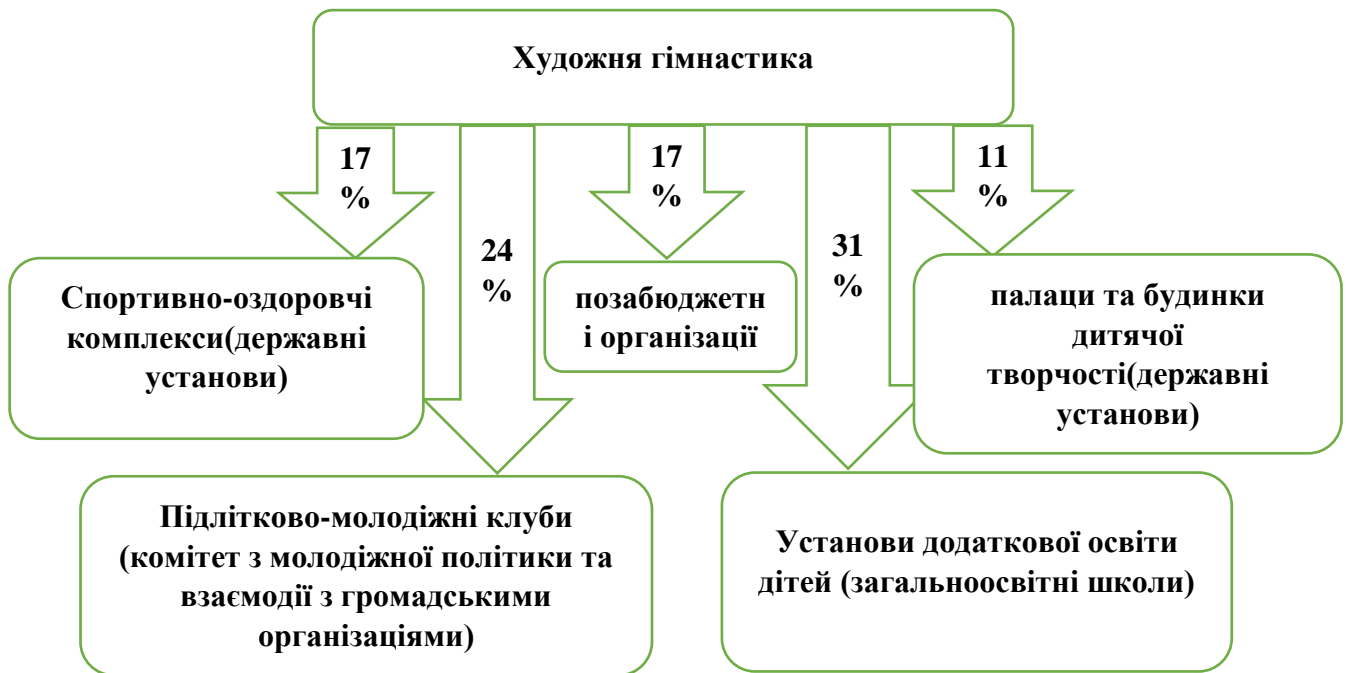 Художня гімнастика
17
%
24
%
17
%
31
%
11
%
Спортивно-оздоровчі
комплекси(державні
установи)
позабюджетн
і організації
палаци та будинки
дитячої
творчості(державні
установи)
Підлітково-молодіжні клуби
(комітет з молодіжної політики та
взаємодії з громадськими
організаціями)
Установи додаткової освіти
дітей (загальноосвітні школи)